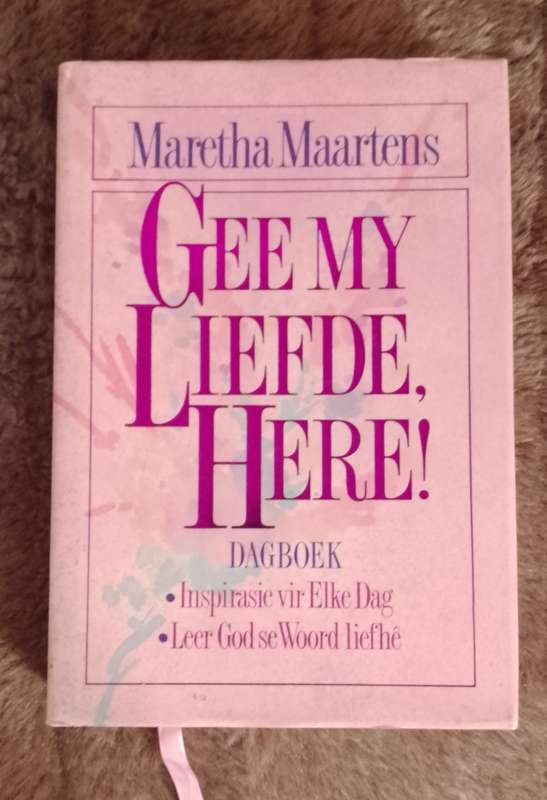 Maretha Maartens
GEE MY
LIEFDE,
HERE!
DAGBOEK
• Inspirasie vir Elke Dag
• Leer God se Woord liefhê